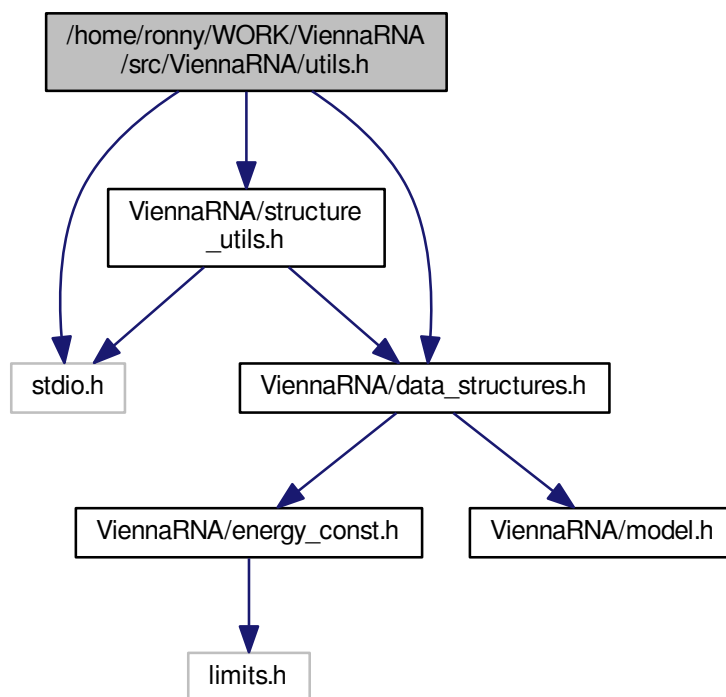 /home/ronny/WORK/ViennaRNA
/src/ViennaRNA/utils.h
ViennaRNA/structure
_utils.h
stdio.h
ViennaRNA/data_structures.h
ViennaRNA/energy_const.h
ViennaRNA/model.h
limits.h